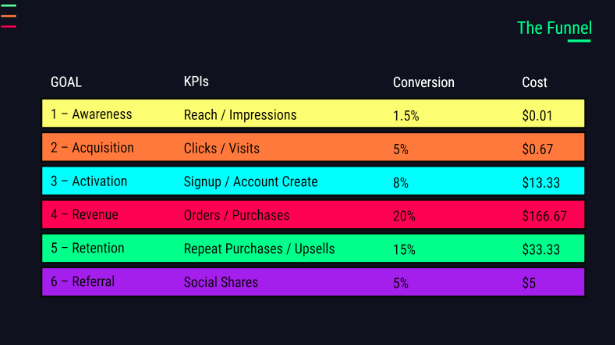 The Funnel
GOAL KPIs Conversion Cost
1 – Awareness Reach / Impressions 1.5% $0.01
2 – Acquisition Clicks / Visits 5% $0.67
3 – Activation Signup / Account Create 8% $13.33
4 – Revenue Orders / Purchases 20% $166.67
5 – Retention Repeat Purchases / Upsells 15% $33.33
6 – Referral Social Shares 5% $5